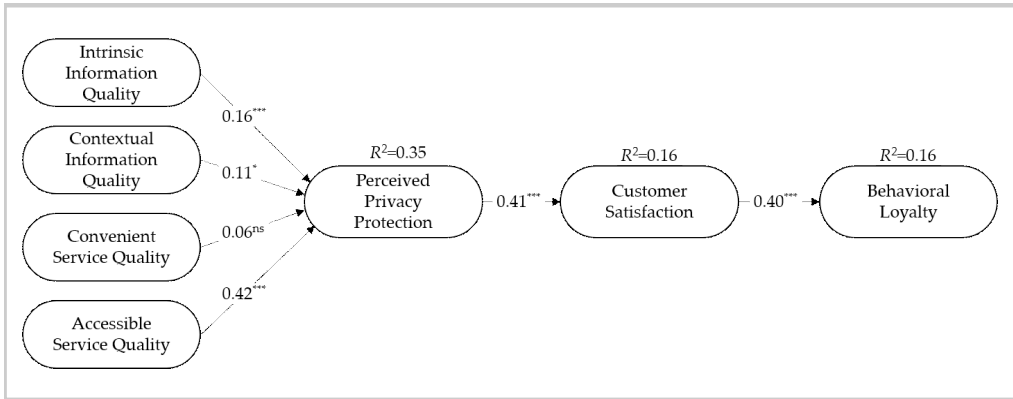 Intrinsic
Information
Quality
0.16***
Contextual
Information
Quality
0.11*
Convenient
Service Quality
0.06ns
Accessible
Service Quality
0.42***
R²=0.35
Perceived
Privacy
Protection
0.41***
R²=0.16
Customer
Satisfaction
0.40***
R²=0.16
Behavioral
Loyalty